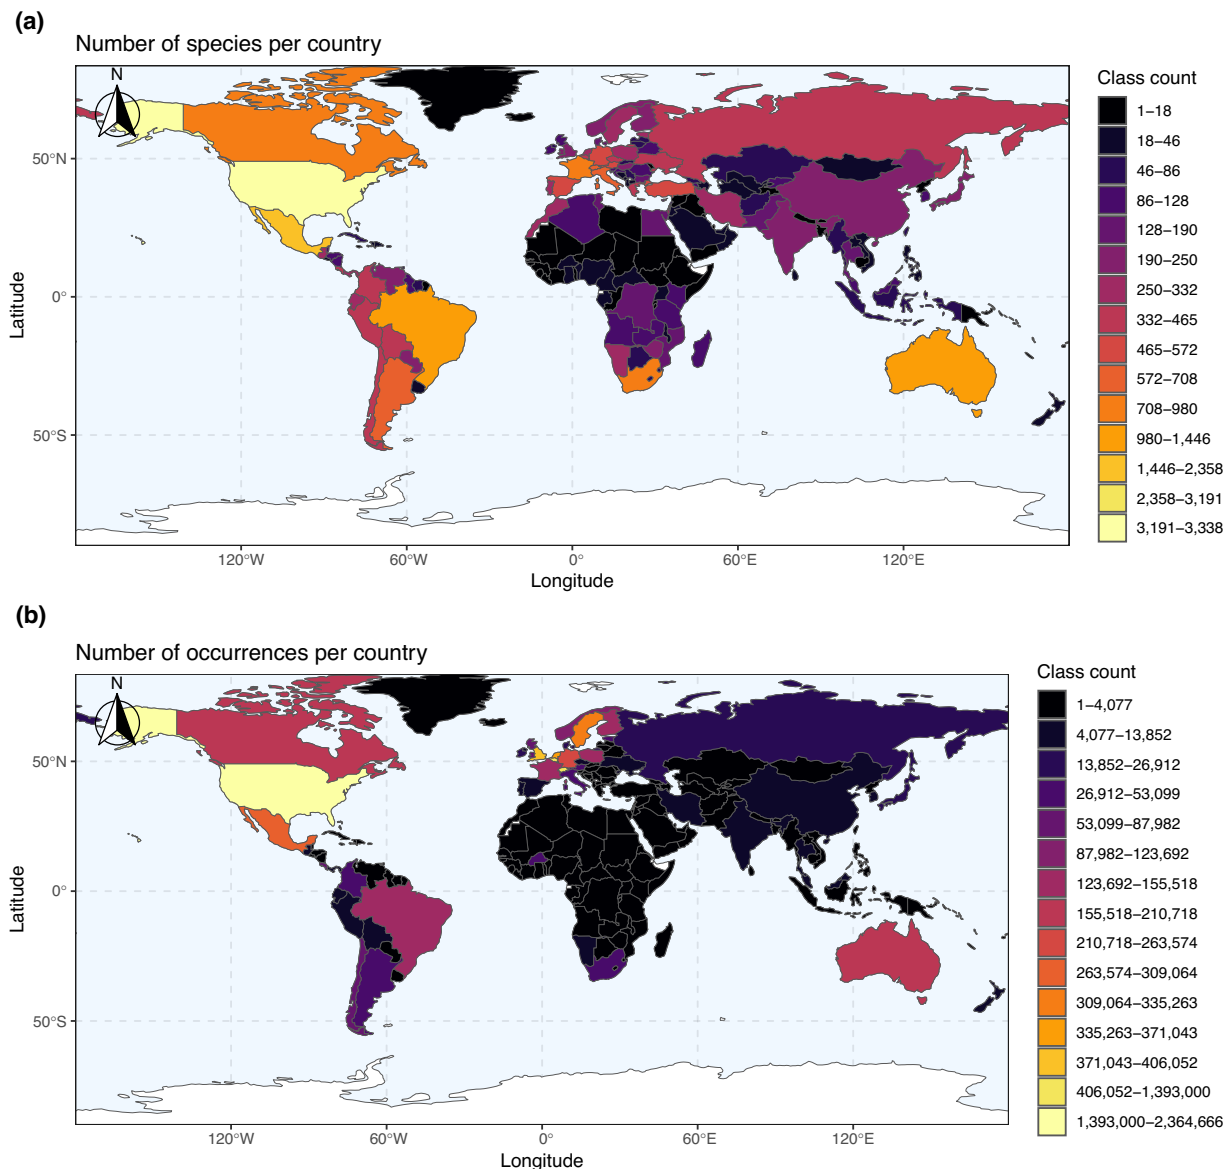 (a)
Number of species per country
N
50°N
0°
50°S
Latitude
120°W
60°W
0°
60°E
120°E
Longitude
Class count
1–18
18–46
46–86
86–128
128–190
190–250
250–332
332–465
465–572
572–708
708–980
980–1,446
1,446–2,358
2,358–3,191
3,191–3,338
(b)
Number of occurrences per country
N
50°N
0°
50°S
Latitude
120°W
60°W
0°
60°E
120°E
Longitude
Class count
1–4,077
4,077–13,852
13,852–26,912
26,912–53,099
53,099–87,982
87,982–123,692
123,692–155,518
155,518–210,718
210,718–263,574
263,574–309,064
309,064–335,263
335,263–371,043
371,043–406,052
406,052–1,393,000
1,393,000–2,364,666